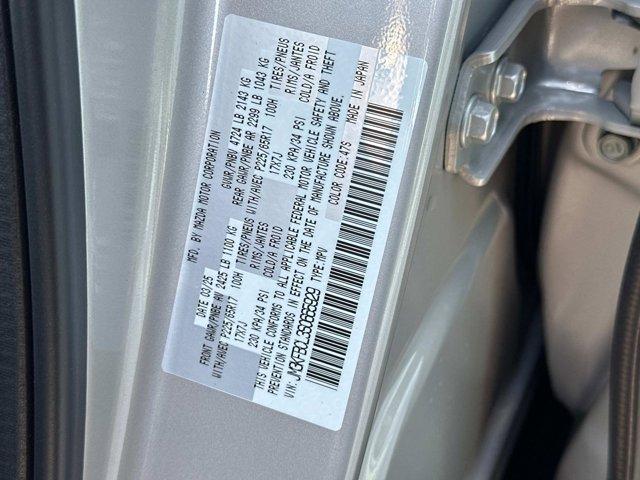 MFD. BY MAZDA MOTOR CORPORATION
DATE 03/25 GVWR/PNBV 4724 LB 2143 KG
FRONT GAWR/PNBE AV 2425 LB 1100 KG REAR GAWR/PNBE AR 2299 LB 1043 KG
WITH/AVEC P225/65R17 100H TIRES/PNEUS WITH/AVEC P225/65R17 100H TIRES/PNEUS
17X7J RIMS/JANTES 17X7J RIMS/JANTES
230 KPA/34 PSI COLD/A FROID 230 KPA/34 PSI COLD/A FROID
THIS VEHICLE CONFORMS TO ALL APPLICABLE FEDERAL MOTOR VEHICLE SAFETY AND THEFT
PREVENTION STANDARDS IN EFFECT ON THE DATE OF MANUFACTURE SHOWN ABOVE.
VIN: TYPE:MPV COLOR CODE: 47S MADE IN JAPAN